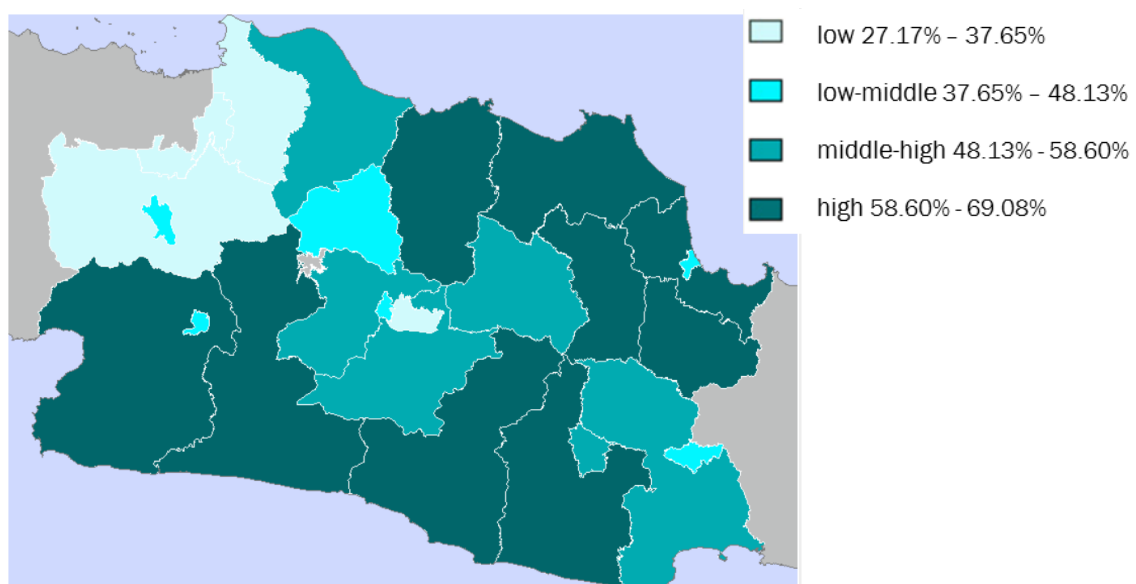 low 27.17% – 37.65%
low-middle 37.65% – 48.13%
middle-high 48.13% - 58.60%
high 58.60% - 69.08%